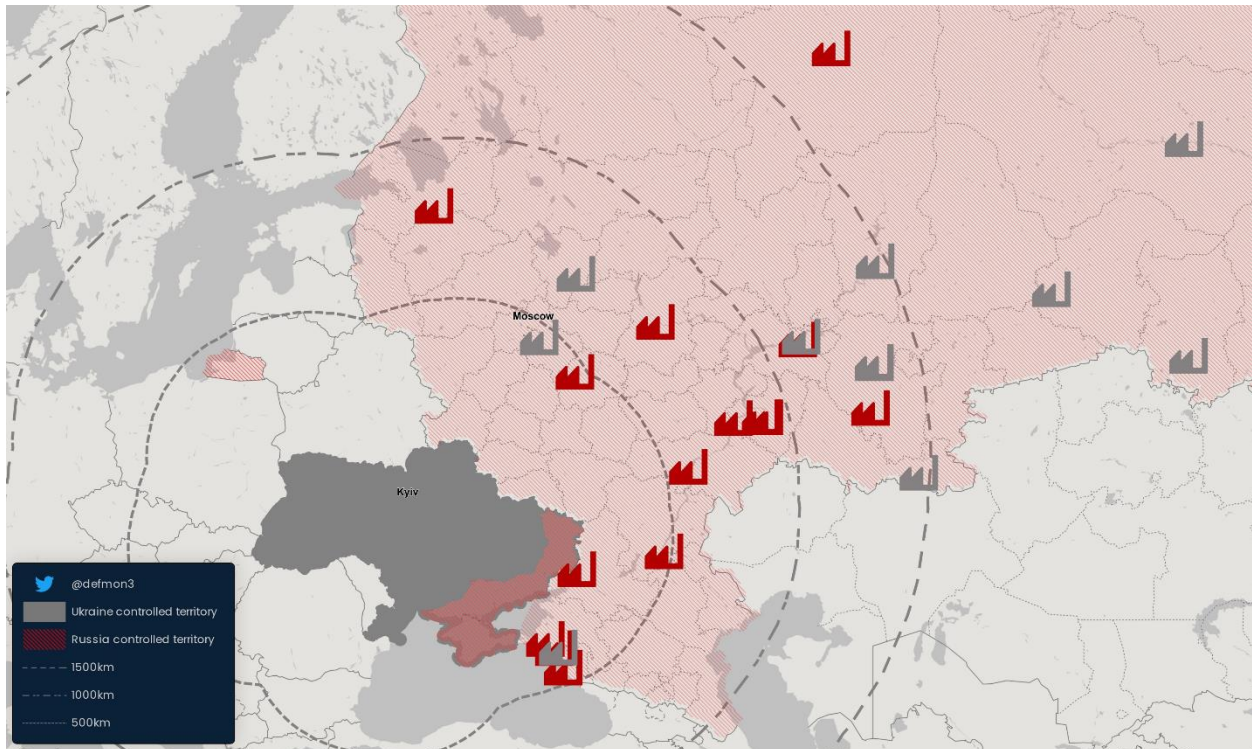 Moscow
Kyiv
@defmon3
Ukraine controlled territory
Russia controlled territory
1500km
1000km
500km